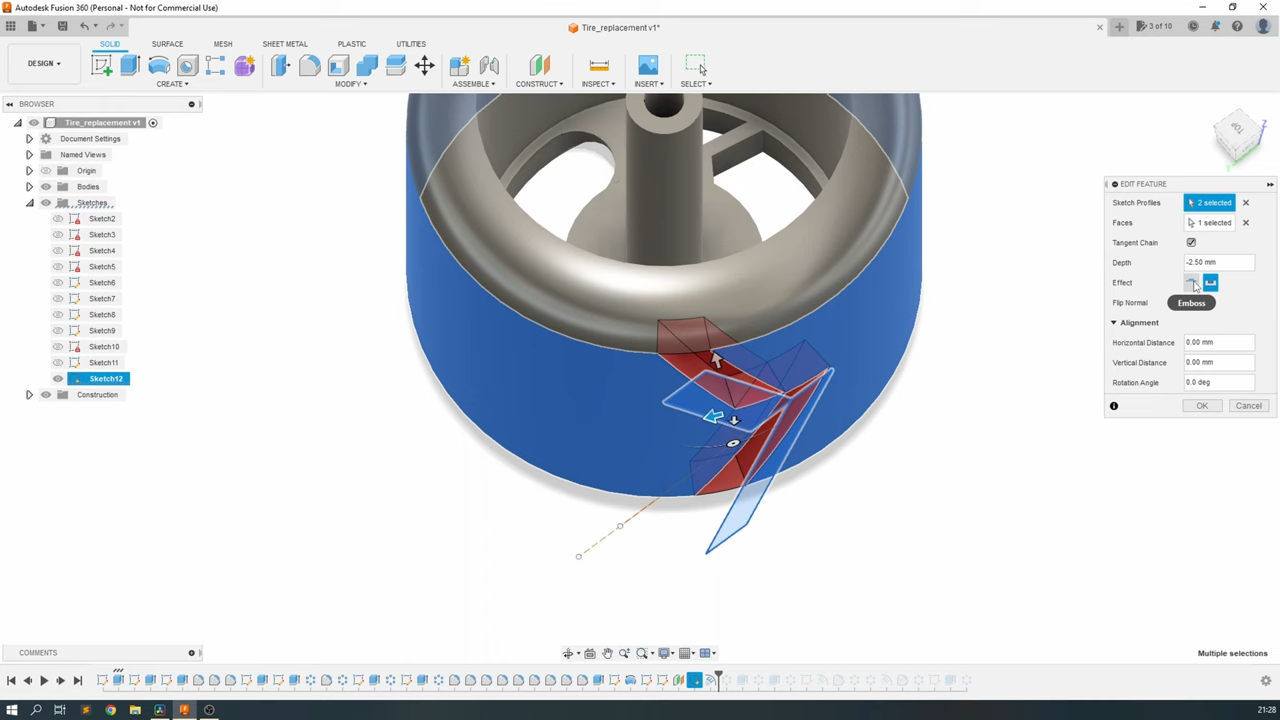 Autodesk Fusion 360 (Personal - Not for Commercial Use)
Tire_replacement v1*
3 of 10
SOLID SURFACE MESH SHEET METAL PLASTIC UTILITIES
DESIGN
CREATE MODIFY ASSEMBLE CONSTRUCT INSPECT INSERT SELECT
BROWSER
Tire_replacement v1
Document Settings
Named Views
Origin
Bodies
Sketches
Sketch2
Sketch3
Sketch4
Sketch5
Sketch6
Sketch7
Sketch8
Sketch9
Sketch10
Sketch11
Sketch12
Construction
TOP
Z
EDIT FEATURE
Sketch Profiles 2 selected
Faces 1 selected
Tangent Chain
Depth -2.50 mm
Effect
Flip Normal Emboss
Alignment
Horizontal Distance 0.00 mm
Vertical Distance 0.00 mm
Rotation Angle 0.0 deg
OK Cancel
COMMENTS
Multiple selections
21:28